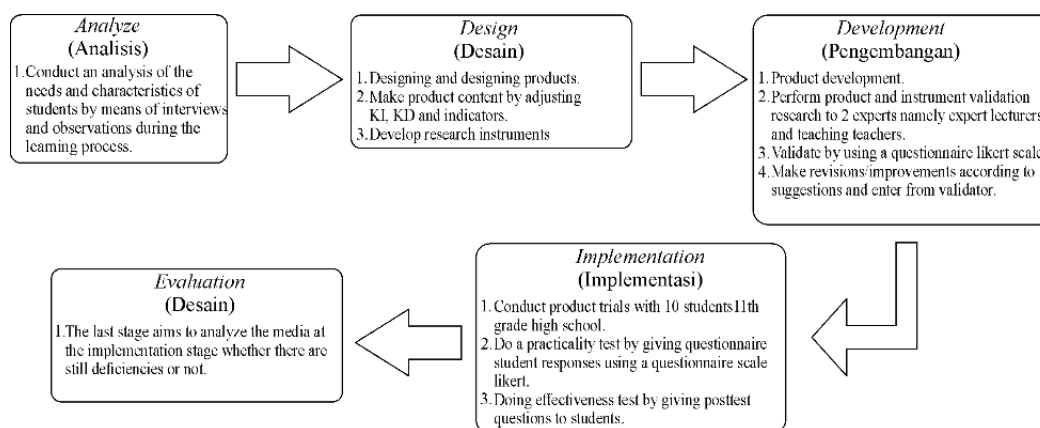 Analyze
(Analisis)
1. Conduct an analysis of the
needs and characteristics of
students by means of interviews
and observations during the
learning process.
Design
(Desain)
1. Designing and designing products.
2. Make product content by adjusting
KI, KD and indicators.
3. Develop research instruments
Development
(Pengembangan)
1. Product development.
2. Perform product and instrument validation
research to 2 experts namely expert lecturers
and teaching teachers.
3. Validate by using a questionnaire likert scale
4. Make revisions/improvements according to
suggestions and enter from validator.
Implementation
(Implementasi)
1. Conduct product trials with 10 students11th
grade high school.
2. Do a practicality test by giving questionnaire
student responses using a questionnaire scale
likert.
3. Doing effectiveness test by giving posttest
questions to students.
Evaluation
(Desain)
1. The last stage aims to analyze the media at
the implementation stage whether there are
still deficiencies or not.